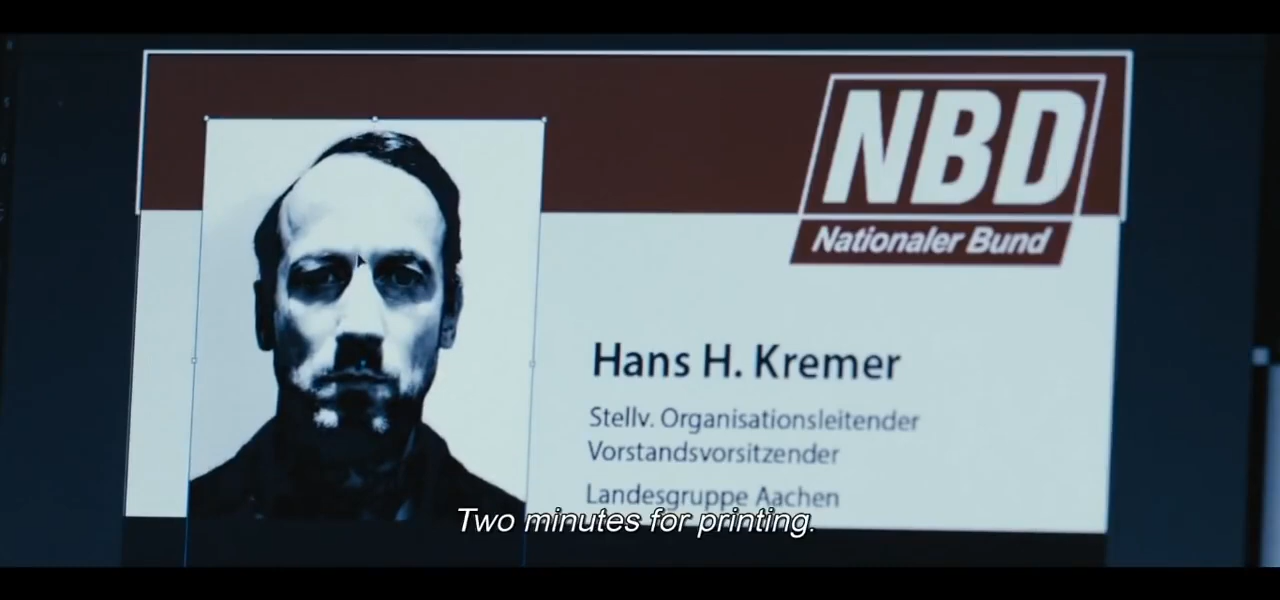 NBD
Nationaler Bund
Hans H. Kremer
Stellv. Organisationsleitender
Vorstandsvorsitzender
Landesgruppe Aachen
Two minutes for printing.